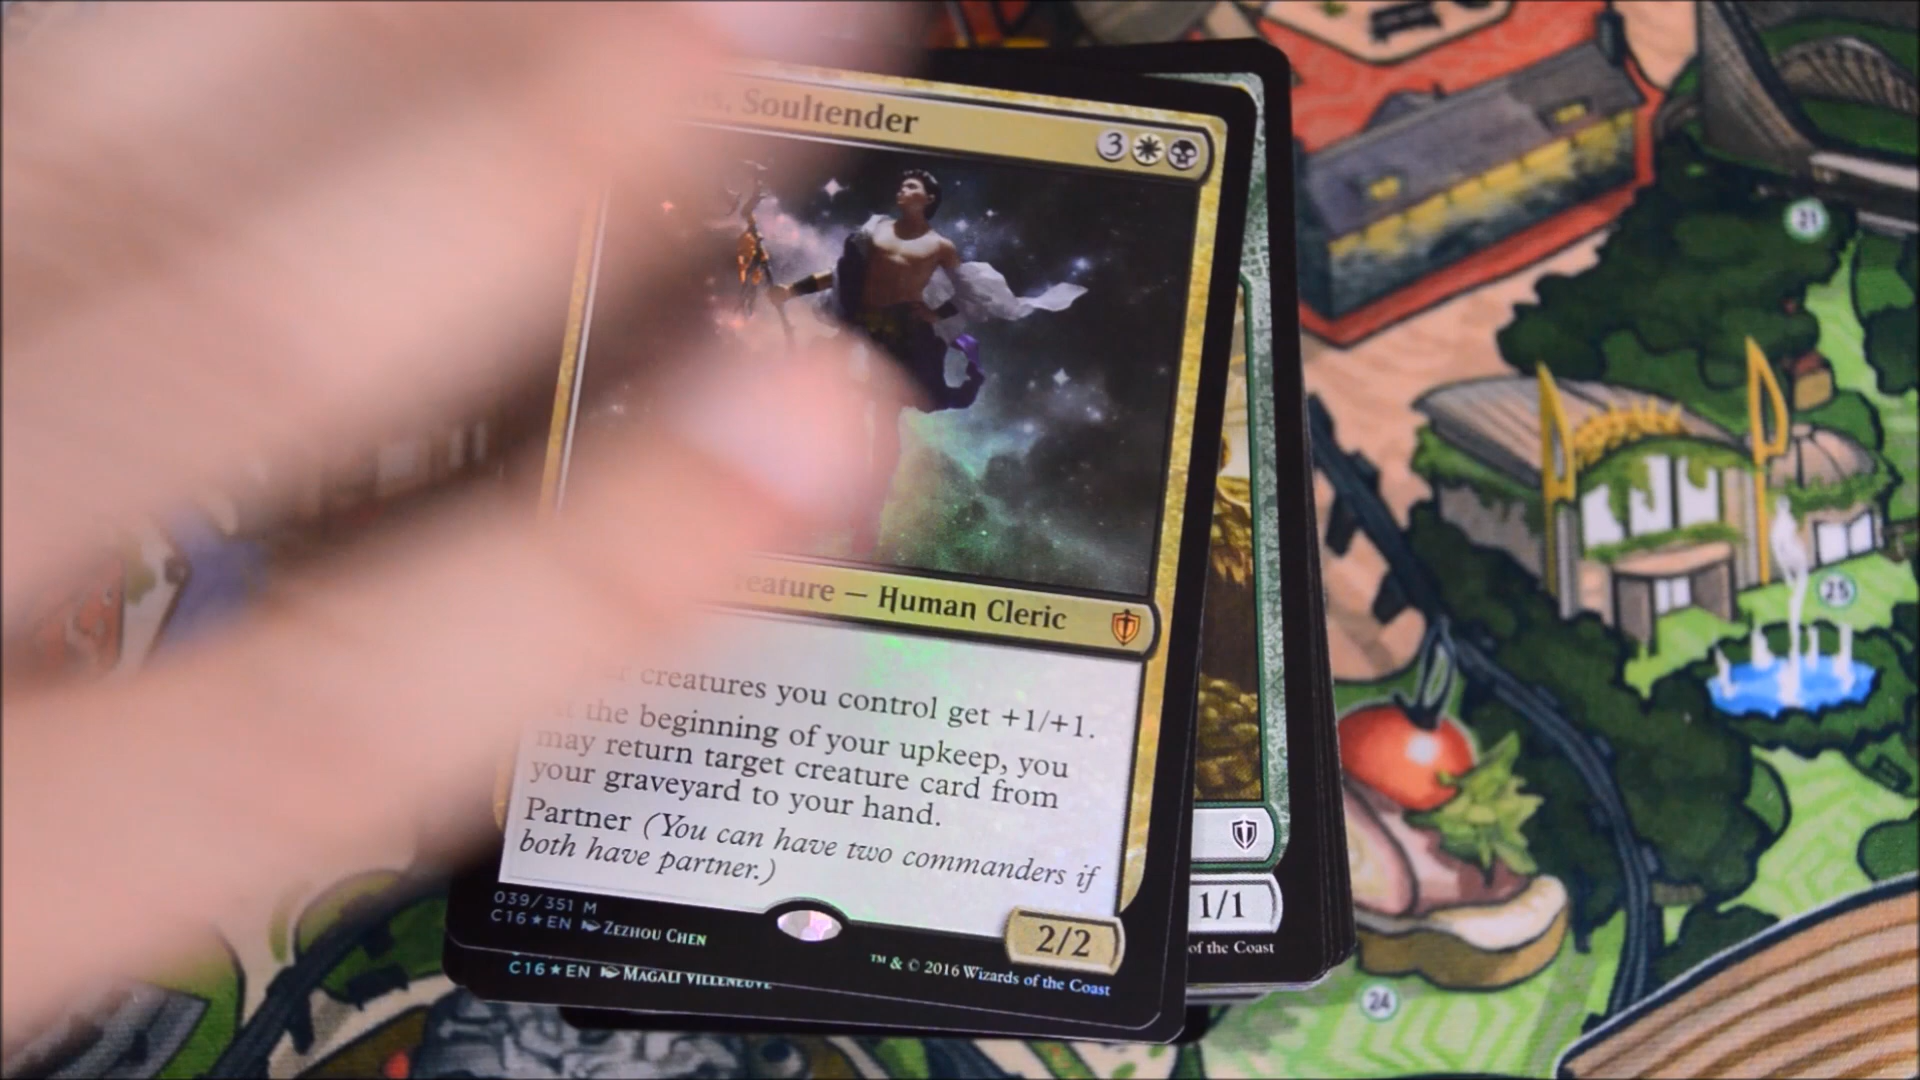 Soultender
3
Creature — Human Cleric
creatures you control get +1/+1.
the beginning of your upkeep, you
may return target creature card from
your graveyard to your hand.
Partner (You can have two commanders if
both have partner.)
039/351 M
C16★EN ZEZHOU CHEN
2/2
™ & © 2016 Wizards of the Coast
C16★EN MAGALI VILLENEUVE
1/1
of the Coast
21
25
24